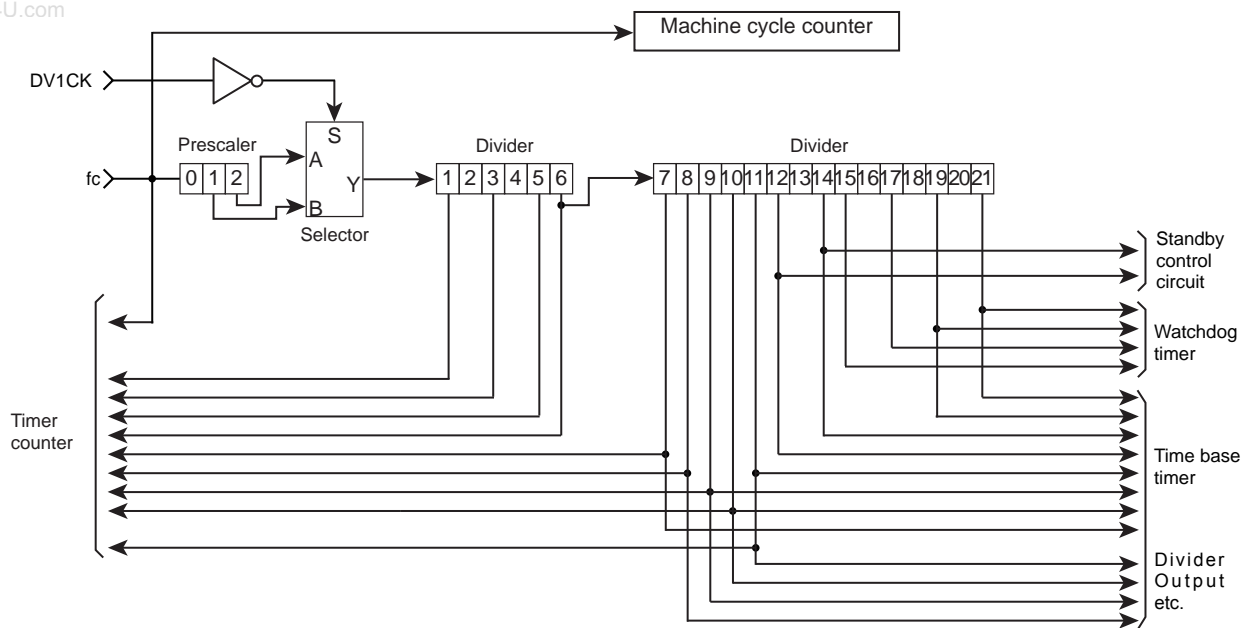 4U.com
Machine cycle counter
DV1CK
S
Prescaler
Divider
Divider
fc
0 1 2
A
Y
B
1 2 3 4 5 6
7 8 9 10 11 12 13 14 15 16 17 18 19 20 21
Selector
Standby
control
circuit
Watchdog
timer
Timer
counter
Time base
timer
Divider
Output
etc.